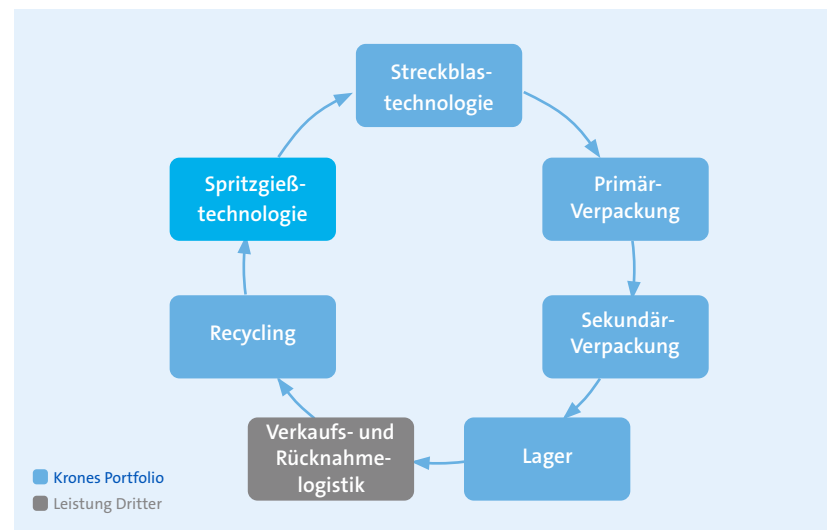 Streckblas-
technologie
Primär-
Verpackung
Sekundär-
Verpackung
Lager
Verkaufs- und
Rücknahme-
logistik
Recycling
Spritzgieß-
technologie
Krones Portfolio
Leistung Dritter